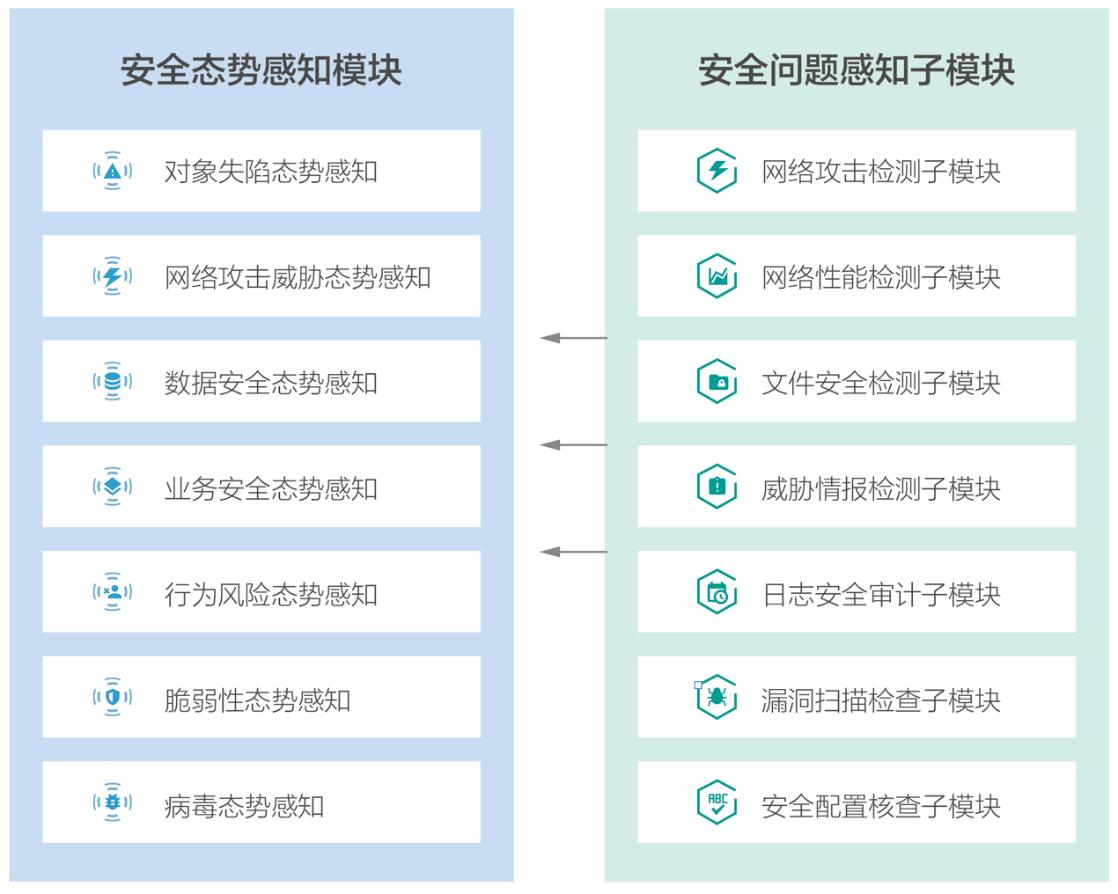 安全态势感知模块
对象失陷态势感知
网络攻击威胁态势感知
数据安全态势感知
业务安全态势感知
行为风险态势感知
脆弱性态势感知
病毒态势感知
安全问题感知子模块
网络攻击检测子模块
网络性能检测子模块
文件安全检测子模块
威胁情报检测子模块
日志安全审计子模块
漏洞扫描检查子模块
ABC
安全配置核查子模块